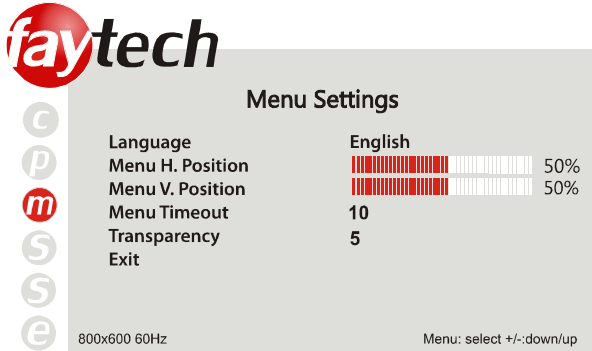 faytech
Menu Settings
c
p
m
s
s
e
Language English
Menu H. Position 50%
Menu V. Position 50%
Menu Timeout 10
Transparency 5
Exit
800x600 60Hz Menu: select +/-:down/up